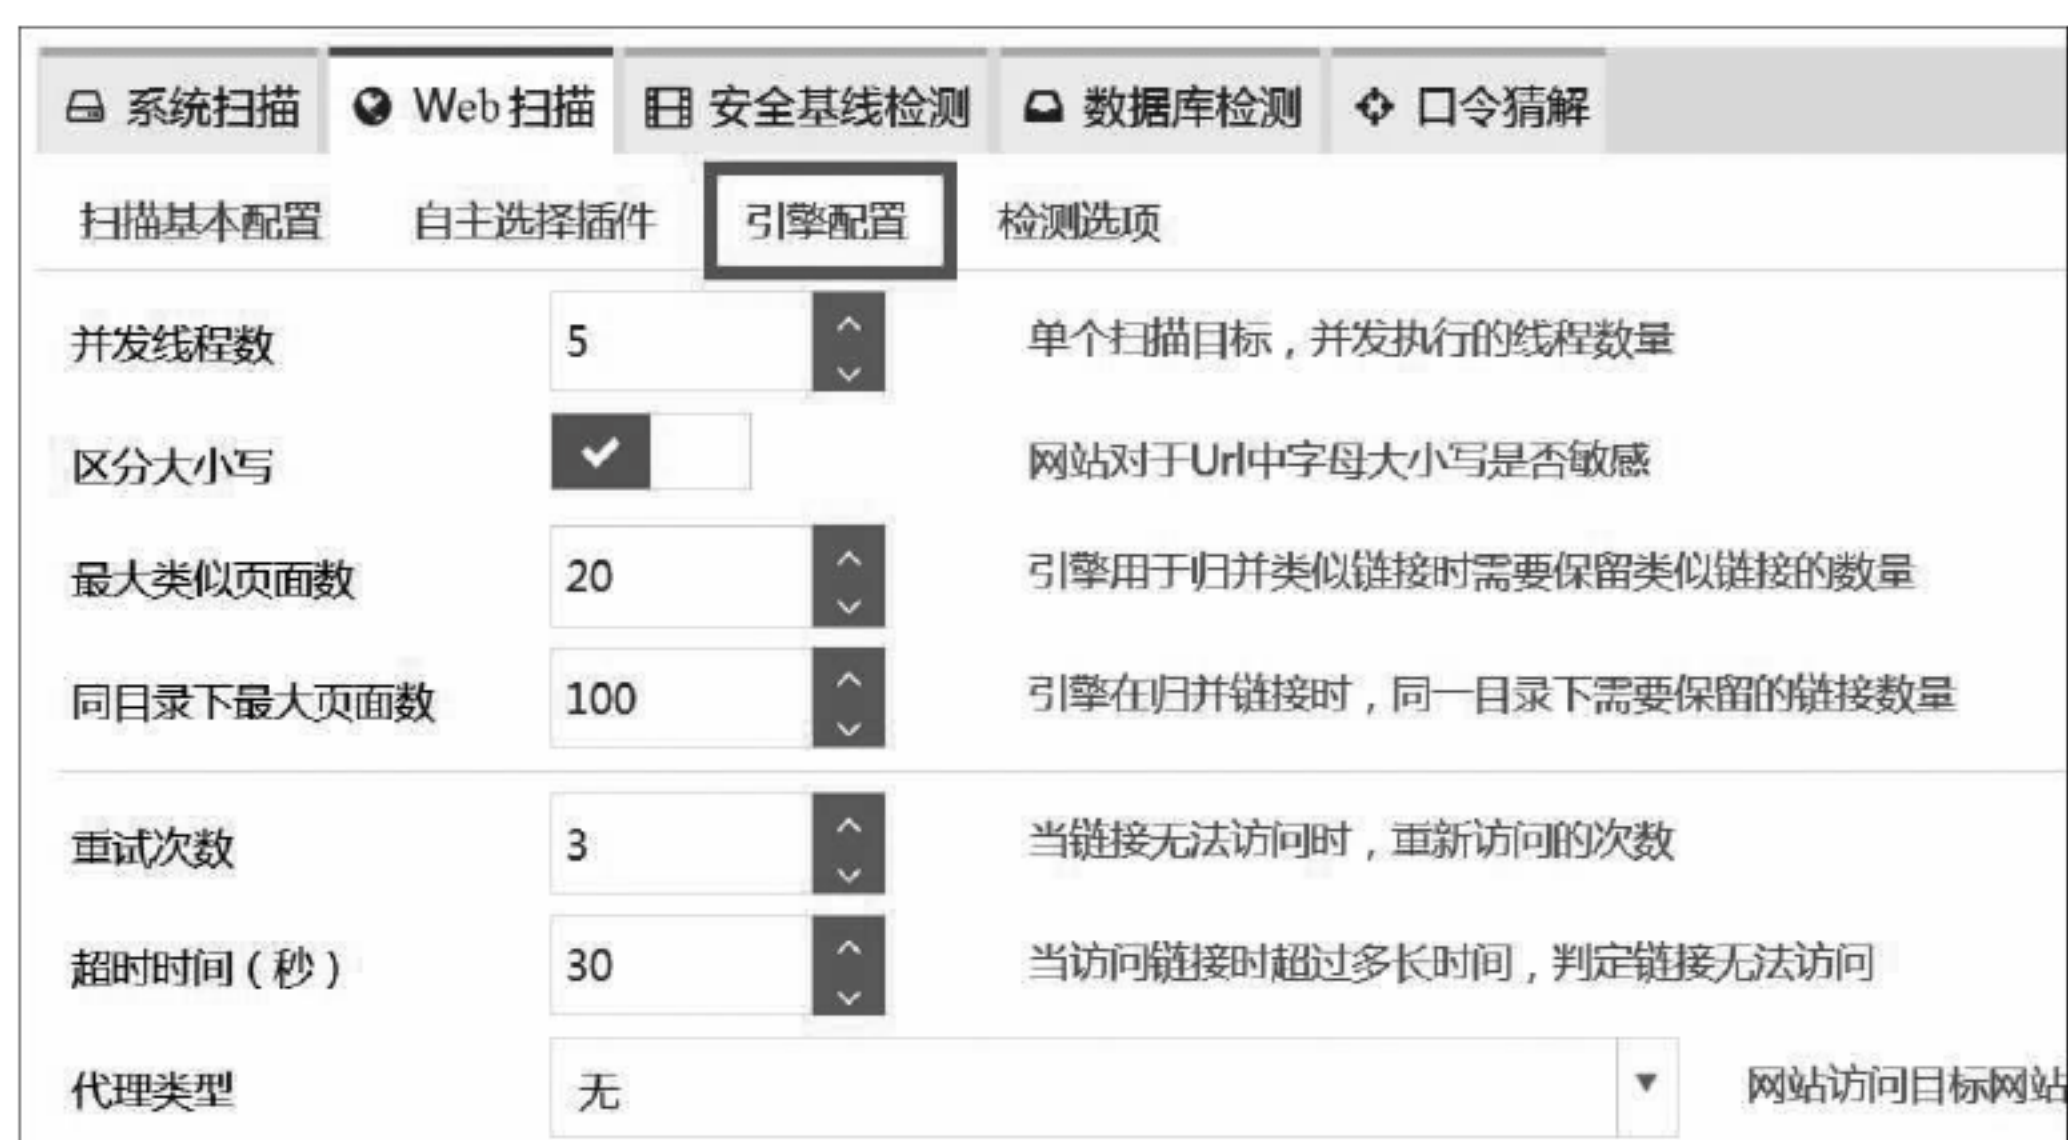 系统扫描 Web扫描 安全基线检测 数据库检测 口令猜解
扫描基本配置 自主选择插件 引擎配置 检测选项
并发线程数 5 单个扫描目标，并发执行的线程数量
区分大小写 网站对于Url中字母大小写是否敏感
最大类似页面数 20 引擎用于归并类似链接时需要保留类似链接的数量
同目录下最大页面数 100 引擎在归并链接时，同一目录下需要保留的链接数量
重试次数 3 当链接无法访问时，重新访问的次数
超时时间（秒） 30 当访问链接时超过多长时间，判定链接无法访问
代理类型 无 网站访问目标网站